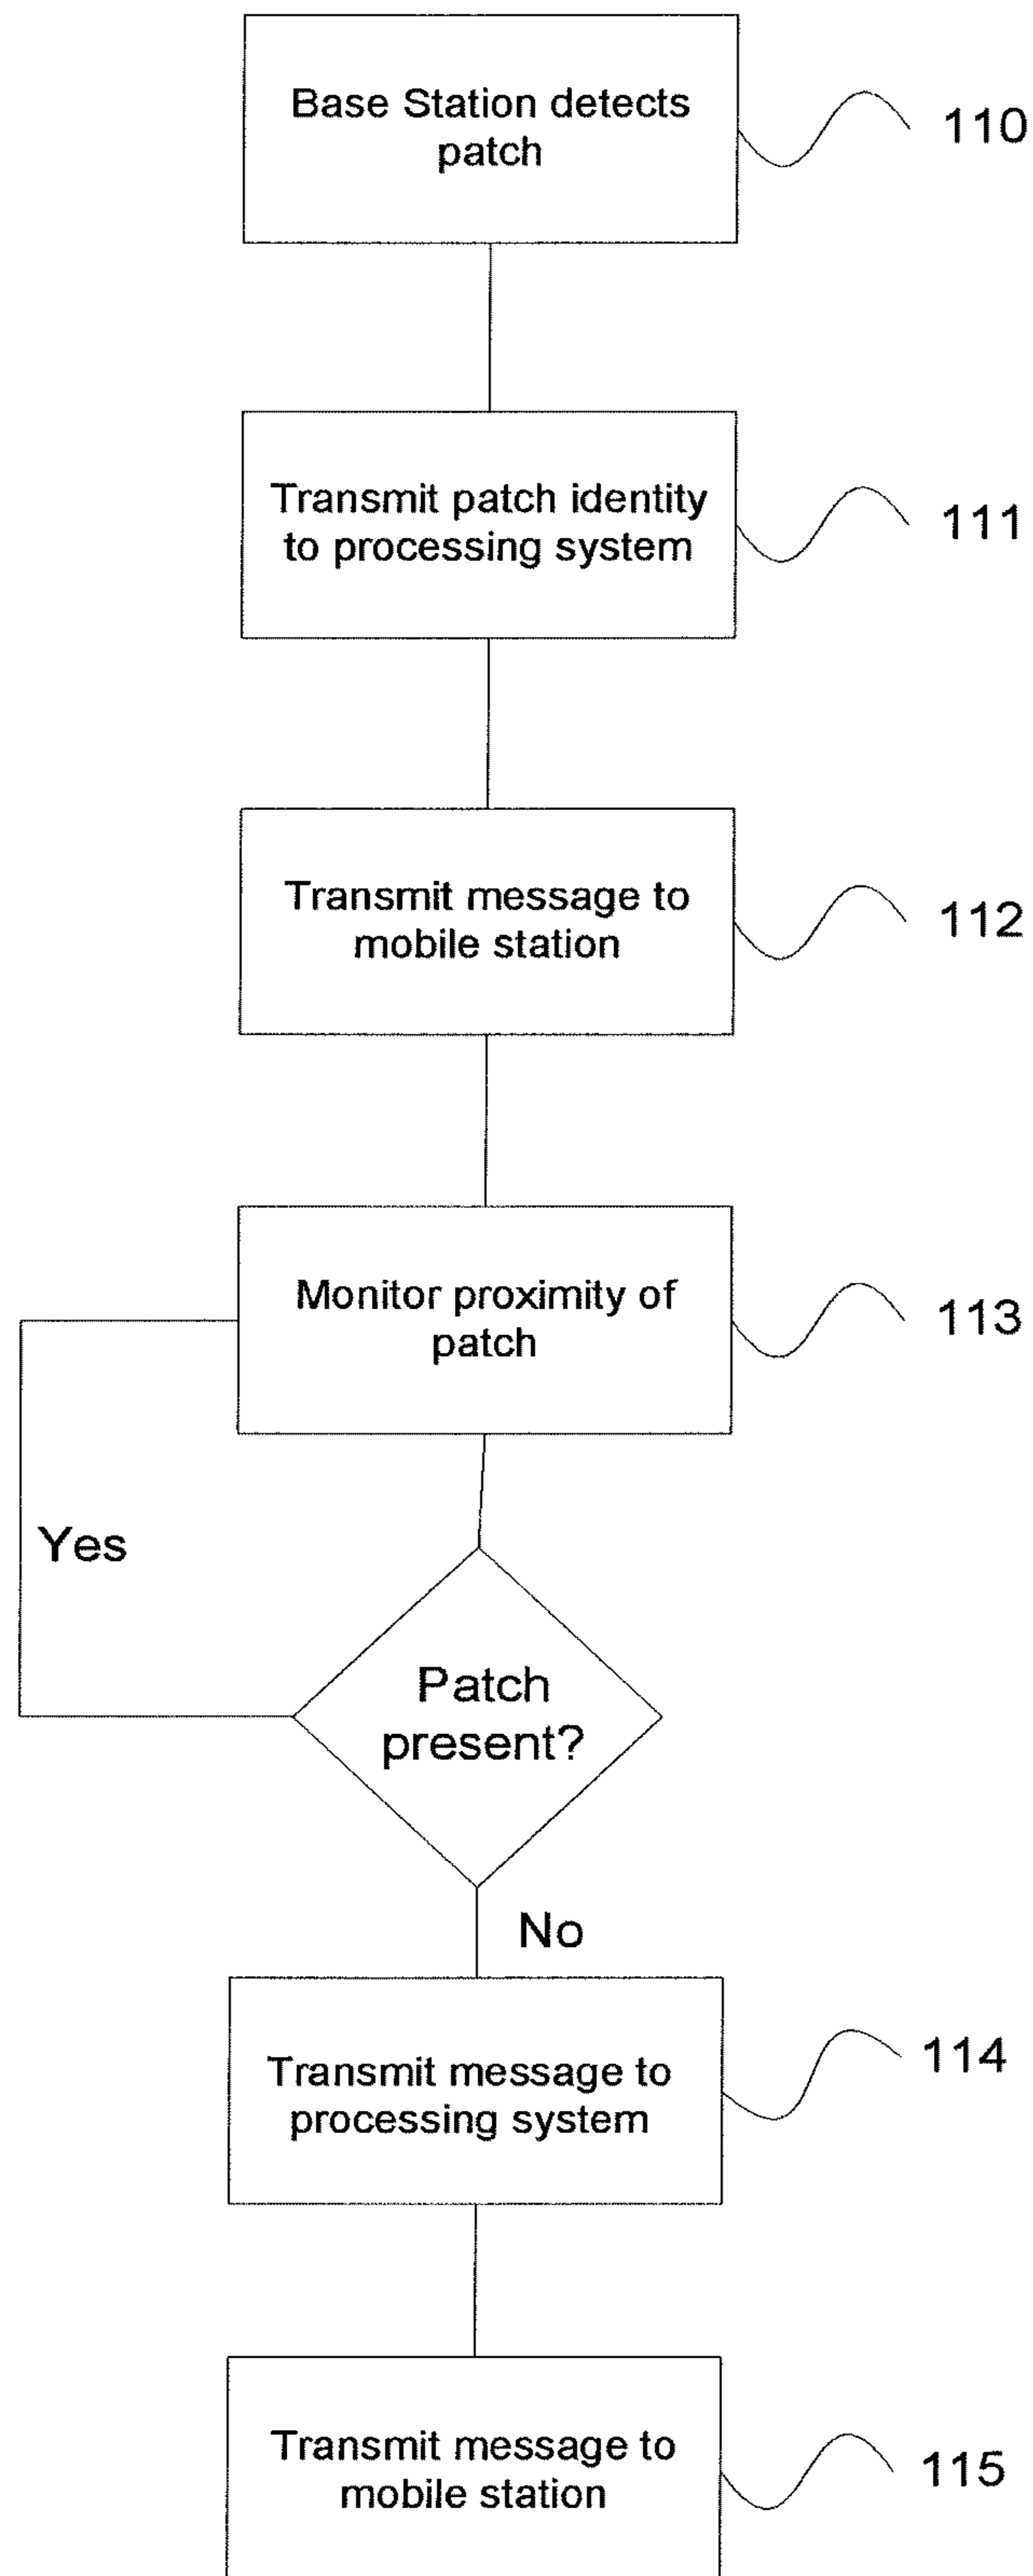 Base Station detects
patch
110
Transmit patch identity
to processing system
111
Transmit message to
mobile station
112
Monitor proximity of
patch
113
Yes
Patch
present?
No
Transmit message to
processing system
114
Transmit message to
mobile station
115